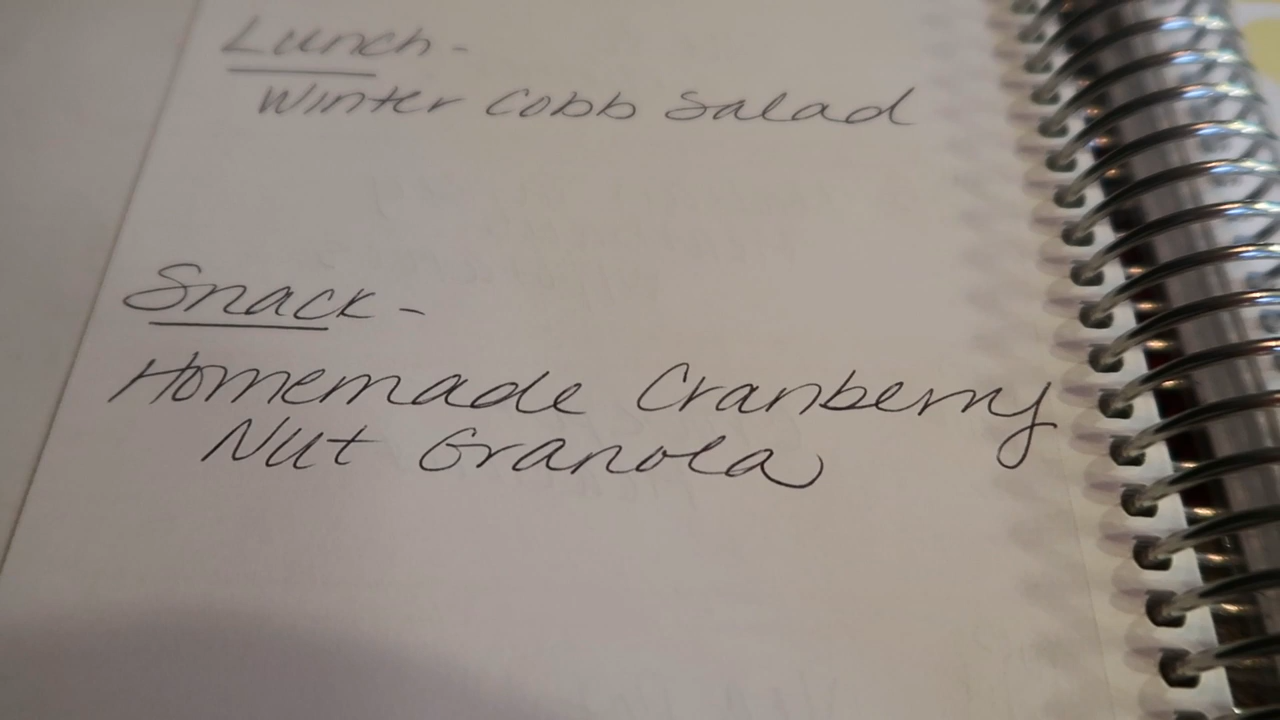 Lunch -
Winter Cobb Salad
Snack -
Homemade Cranberry
Nut Granola